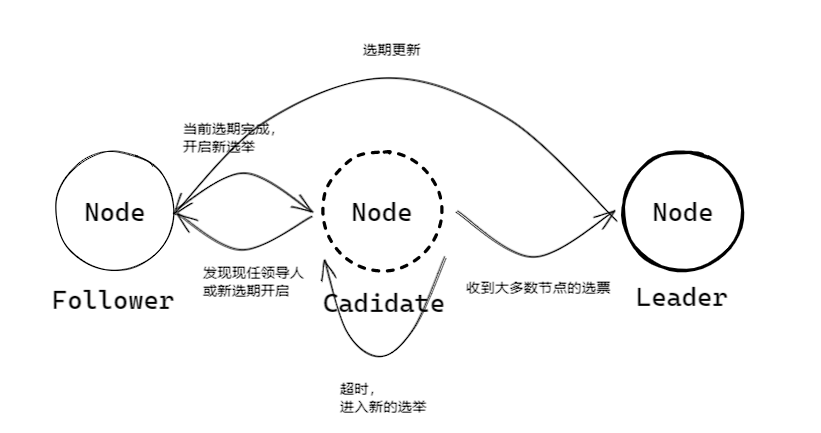 选期更新
当前选期完成，
开启新选举
Node
Node
Node
发现现任领导人
或新选期开启
Follower
Cadidate
收到大多数节点的选票
Leader
超时，
进入新的选举